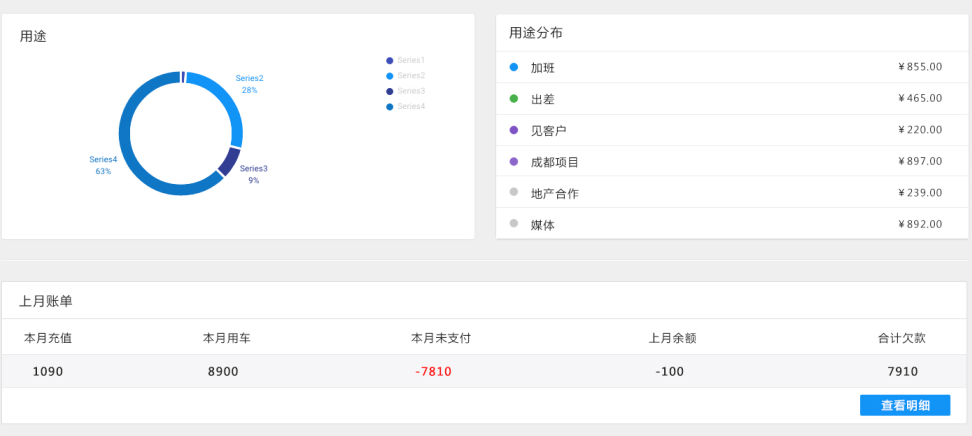 用途
Series1
Series2
Series3
Series4
Series2
28%
Series3
9%
Series4
63%
用途分布
加班 ¥855.00
出差 ¥465.00
见客户 ¥220.00
成都项目 ¥897.00
地产合作 ¥239.00
媒体 ¥892.00
上月账单
本月充值 本月用车 本月未支付 上月余额 合计欠款
1090 8900 -7810 -100 7910
查看明细